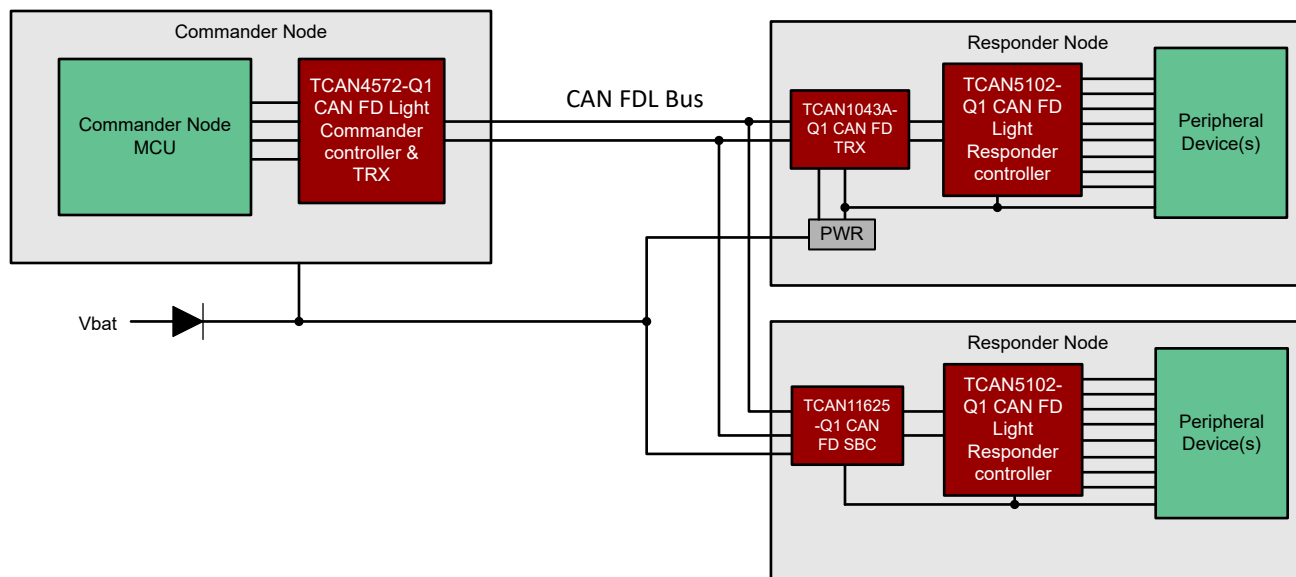 Commander Node
Commander Node
MCU
TCAN4572-Q1
CAN FD Light
Commander
controller &
TRX
CAN FDL Bus
Vbat
Responder Node
TCAN1043A-
Q1 CAN FD
TRX
PWR
TCAN5102-
Q1 CAN FD
Light
Responder
controller
Peripheral
Device(s)
Responder Node
TCAN11625
-Q1 CAN
FD SBC
TCAN5102-
Q1 CAN FD
Light
Responder
controller
Peripheral
Device(s)